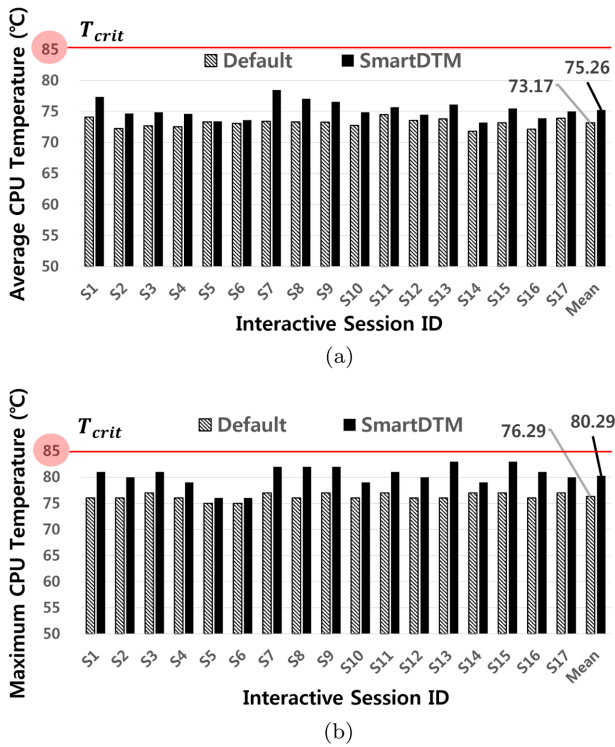 T_crit
85
Default SmartDTM
75.26
73.17
80
75
70
65
60
55
50
Average CPU Temperature (℃)
S1 S2 S3 S4 S5 S6 S7 S8 S9 S10 S11 S12 S13 S14 S15 S16 S17 Mean
Interactive Session ID
(a)
T_crit
Default SmartDTM
76.29
80.29
85
80
75
70
65
60
55
50
Maximum CPU Temperature (℃)
S1 S2 S3 S4 S5 S6 S7 S8 S9 S10 S11 S12 S13 S14 S15 S16 S17 Mean
Interactive Session ID
(b)